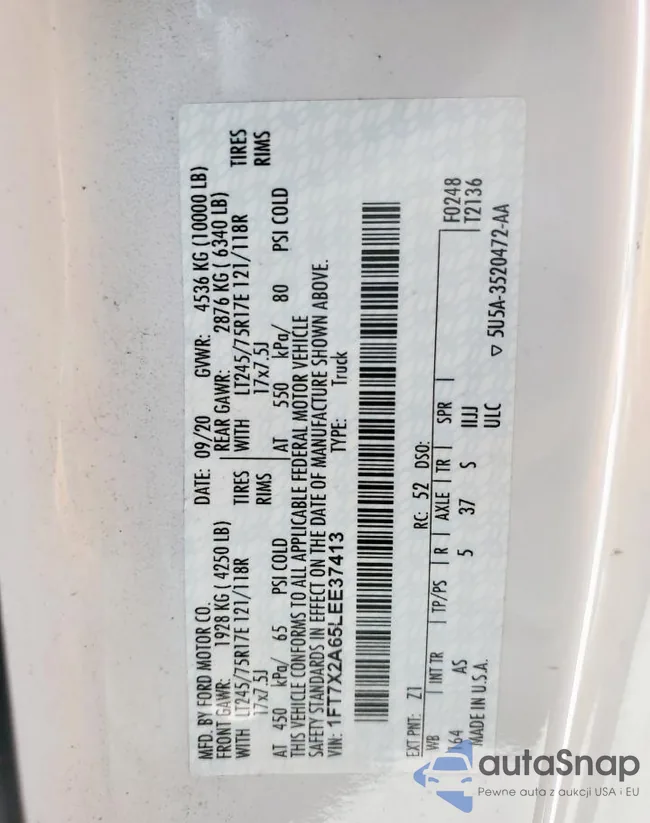 MFD. BY FORD MOTOR CO.
DATE: 09/20 GVWR: 4536 KG (10000 LB)
FRONT GAWR: 1928 KG ( 4250 LB)
REAR GAWR: 2876 KG ( 6340 LB)
WITH LT245/75R17E 121/118R TIRES
WITH LT245/75R17E 121/118R TIRES
17x7.5J RIMS
17x7.5J RIMS
AT 450 kPa/ 65 PSI COLD
AT 550 kPa/ 80 PSI COLD
THIS VEHICLE CONFORMS TO ALL APPLICABLE FEDERAL MOTOR VEHICLE
SAFETY STANDARDS IN EFFECT ON THE DATE OF MANUFACTURE SHOWN ABOVE.
VIN: 1FT7X2A65LEE37413 TYPE: Truck
EXT PNT: Z1 RC: 52 DSO:
WB INT TR TP/PS R AXLE TR SPR F0248
64 AS 5 37 S IIJJ T2136
MADE IN U.S.A. ULC
▽ 5U5A-3520472-AA
autoSnap
Pewne auta z aukcji USA i EU